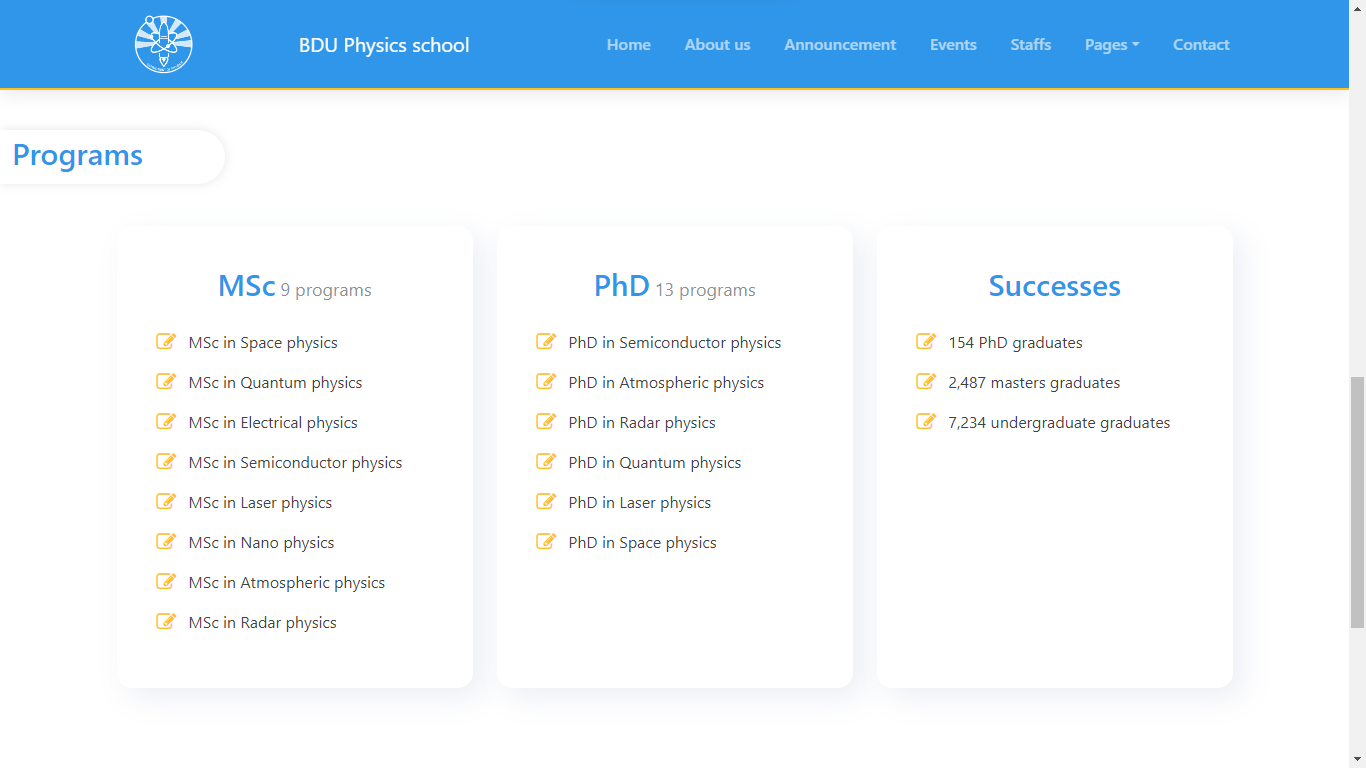 BDU Physics school
Home About us Announcement Events Staffs Pages Contact
Programs
MSc 9 programs
MSc in Space physics
MSc in Quantum physics
MSc in Electrical physics
MSc in Semiconductor physics
MSc in Laser physics
MSc in Nano physics
MSc in Atmospheric physics
MSc in Radar physics
PhD 13 programs
PhD in Semiconductor physics
PhD in Atmospheric physics
PhD in Radar physics
PhD in Quantum physics
PhD in Laser physics
PhD in Space physics
Successes
154 PhD graduates
2,487 masters graduates
7,234 undergraduate graduates